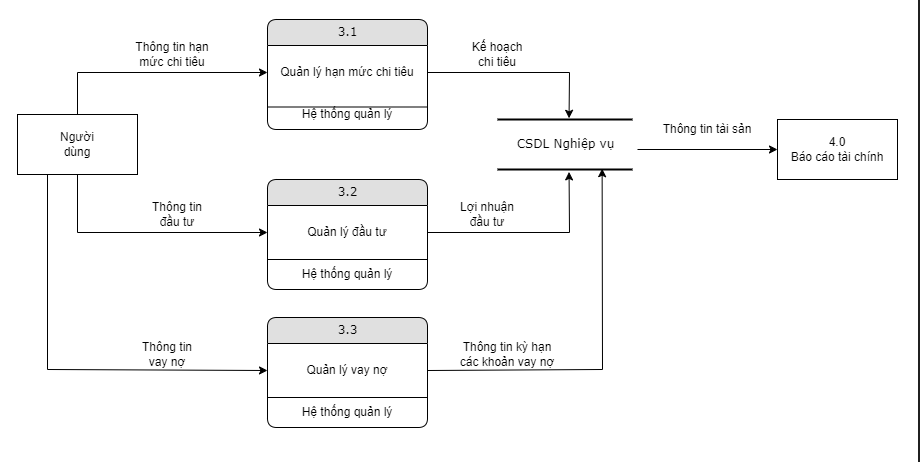 3.1
Thông tin hạn
mức chi tiêu
Quản lý hạn mức chi tiêu
Hệ thống quản lý
Kế hoạch
chi tiêu
Người
dùng
CSDL Nghiệp vụ
Thông tin tài sản
4.0
Báo cáo tài chính
3.2
Thông tin
đầu tư
Quản lý đầu tư
Hệ thống quản lý
Lợi nhuận
đầu tư
3.3
Thông tin
vay nợ
Quản lý vay nợ
Hệ thống quản lý
Thông tin kỳ hạn
các khoản vay nợ